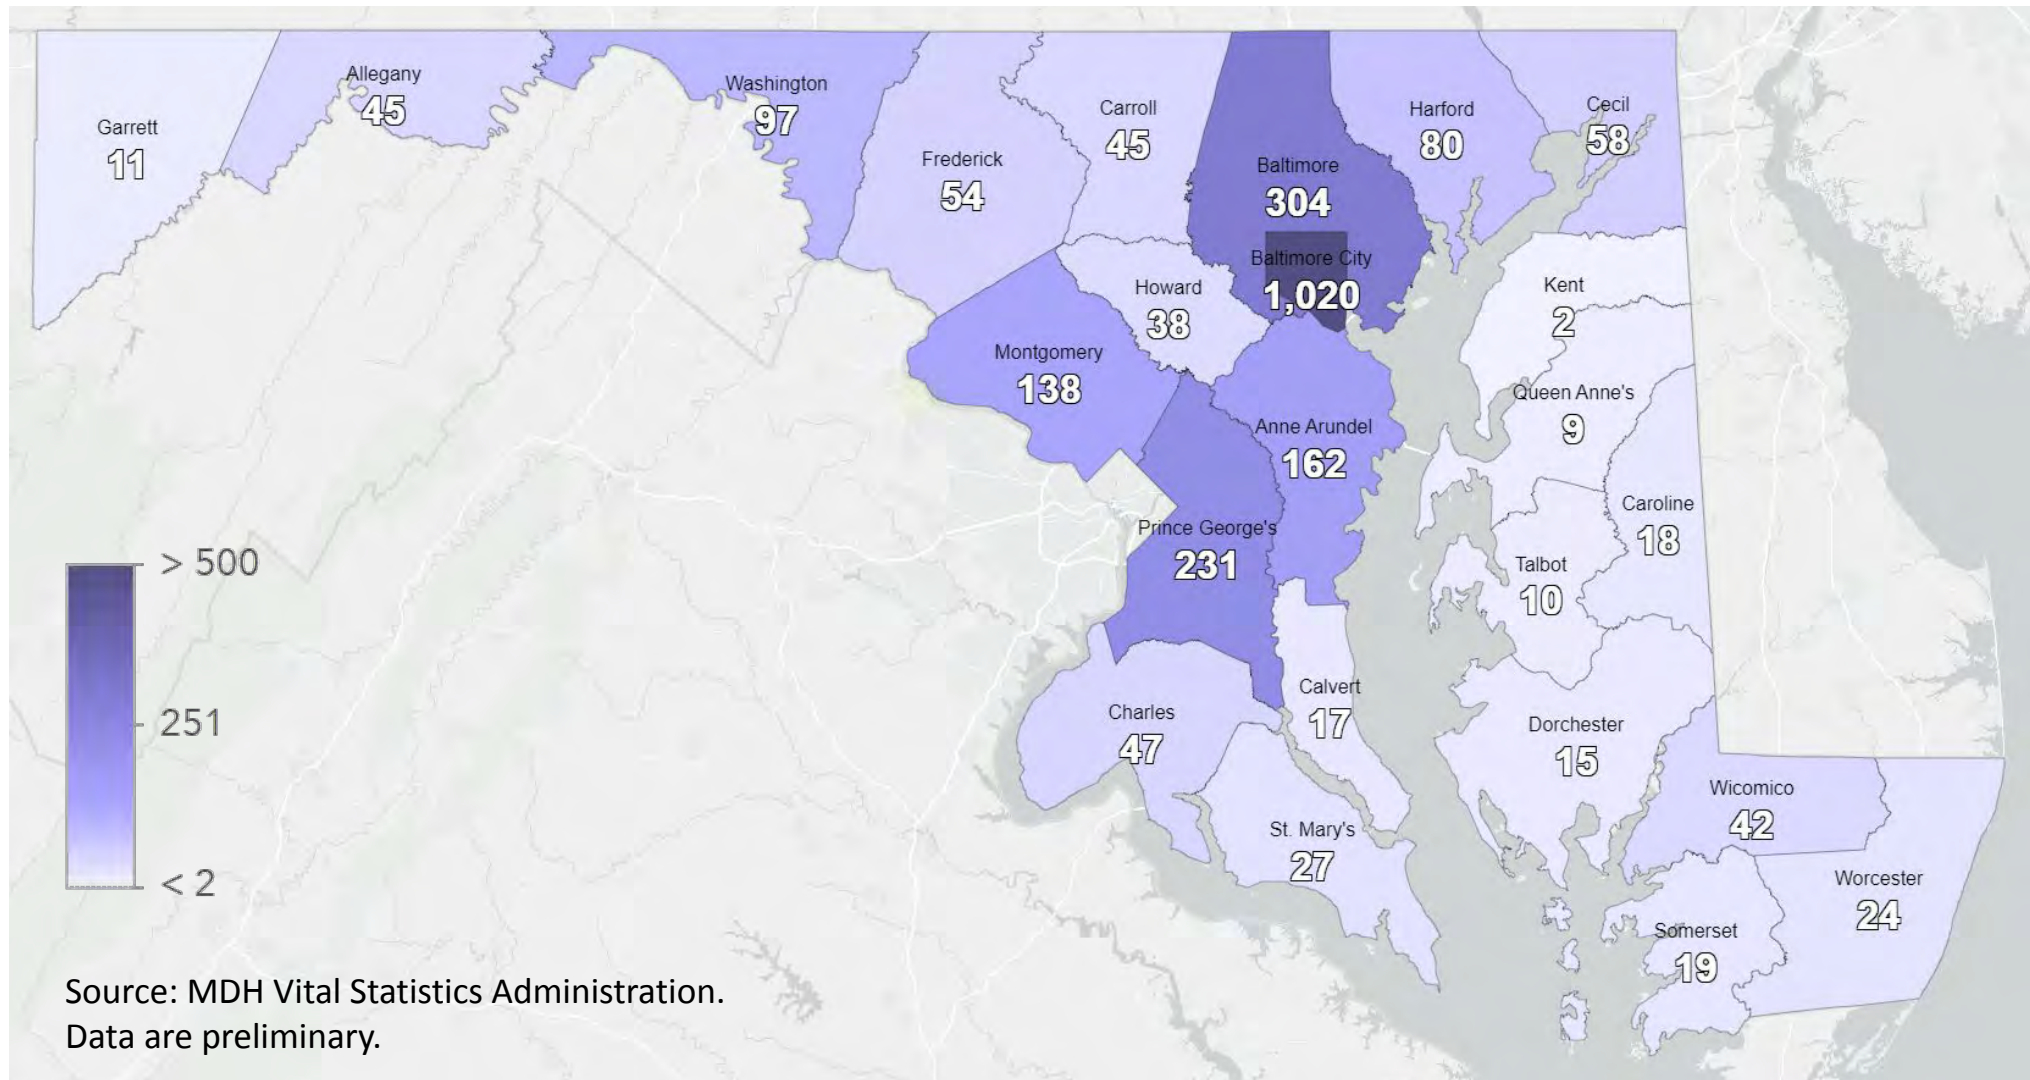 Garrett
11
Allegany
45
Washington
97
Frederick
54
Carroll
45
Baltimore
304
Baltimore City
1,020
Harford
80
Cecil
58
Howard
38
Montgomery
138
Kent
2
Queen Anne's
9
Anne Arundel
162
Prince George's
231
Caroline
18
Talbot
10
Calvert
17
Charles
47
Dorchester
15
St. Mary's
27
Wicomico
42
Worcester
24
Somerset
19
> 500
251
< 2
Source: MDH Vital Statistics Administration.
Data are preliminary.